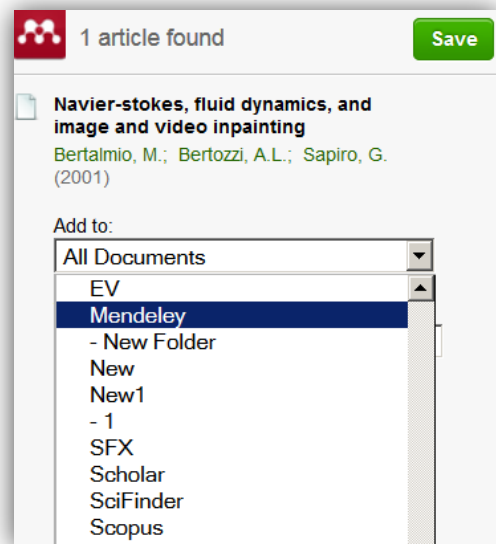 1 article found
Save
Navier-stokes, fluid dynamics, and
image and video inpainting
Bertalmio, M.; Bertozzi, A.L.; Sapiro, G.
(2001)
Add to:
All Documents
EV
Mendeley
- New Folder
New
New1
- 1
SFX
Scholar
SciFinder
Scopus